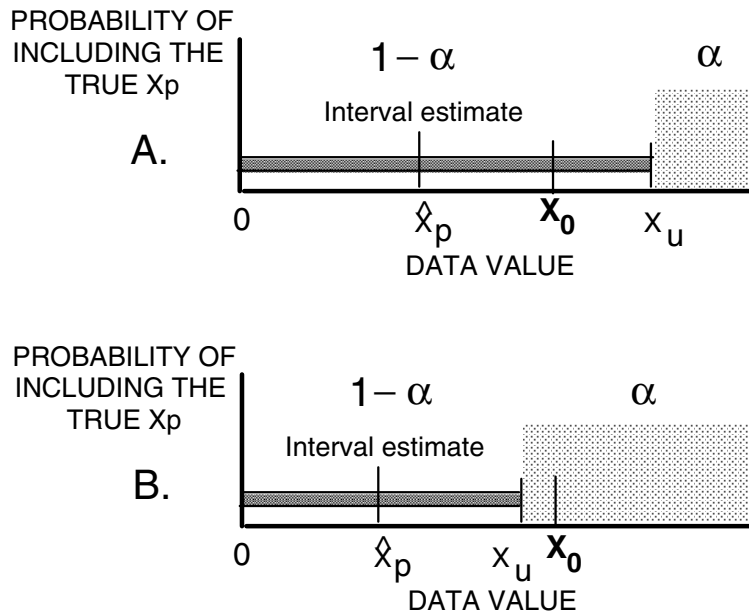 PROBABILITY OF
INCLUDING THE
TRUE Xp
1 – α
α
Interval estimate
A.
0
x̂p
X0
xu
DATA VALUE
PROBABILITY OF
INCLUDING THE
TRUE Xp
1 – α
α
Interval estimate
B.
0
x̂p
xu
X0
DATA VALUE